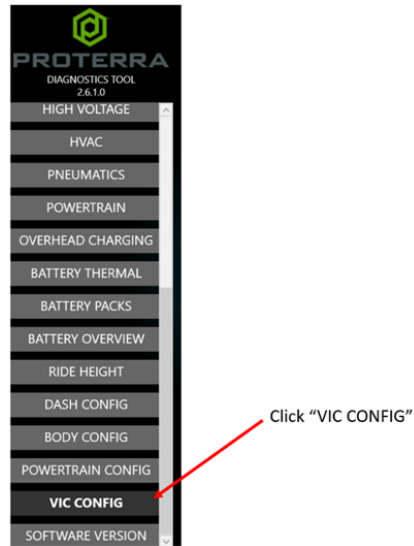 PROTERRA
DIAGNOSTICS TOOL
2.6.1.0
HIGH VOLTAGE
HVAC
PNEUMATICS
POWERTRAIN
OVERHEAD CHARGING
BATTERY THERMAL
BATTERY PACKS
BATTERY OVERVIEW
RIDE HEIGHT
DASH CONFIG
BODY CONFIG
POWERTRAIN CONFIG
VIC CONFIG
SOFTWARE VERSION
Click “VIC CONFIG”